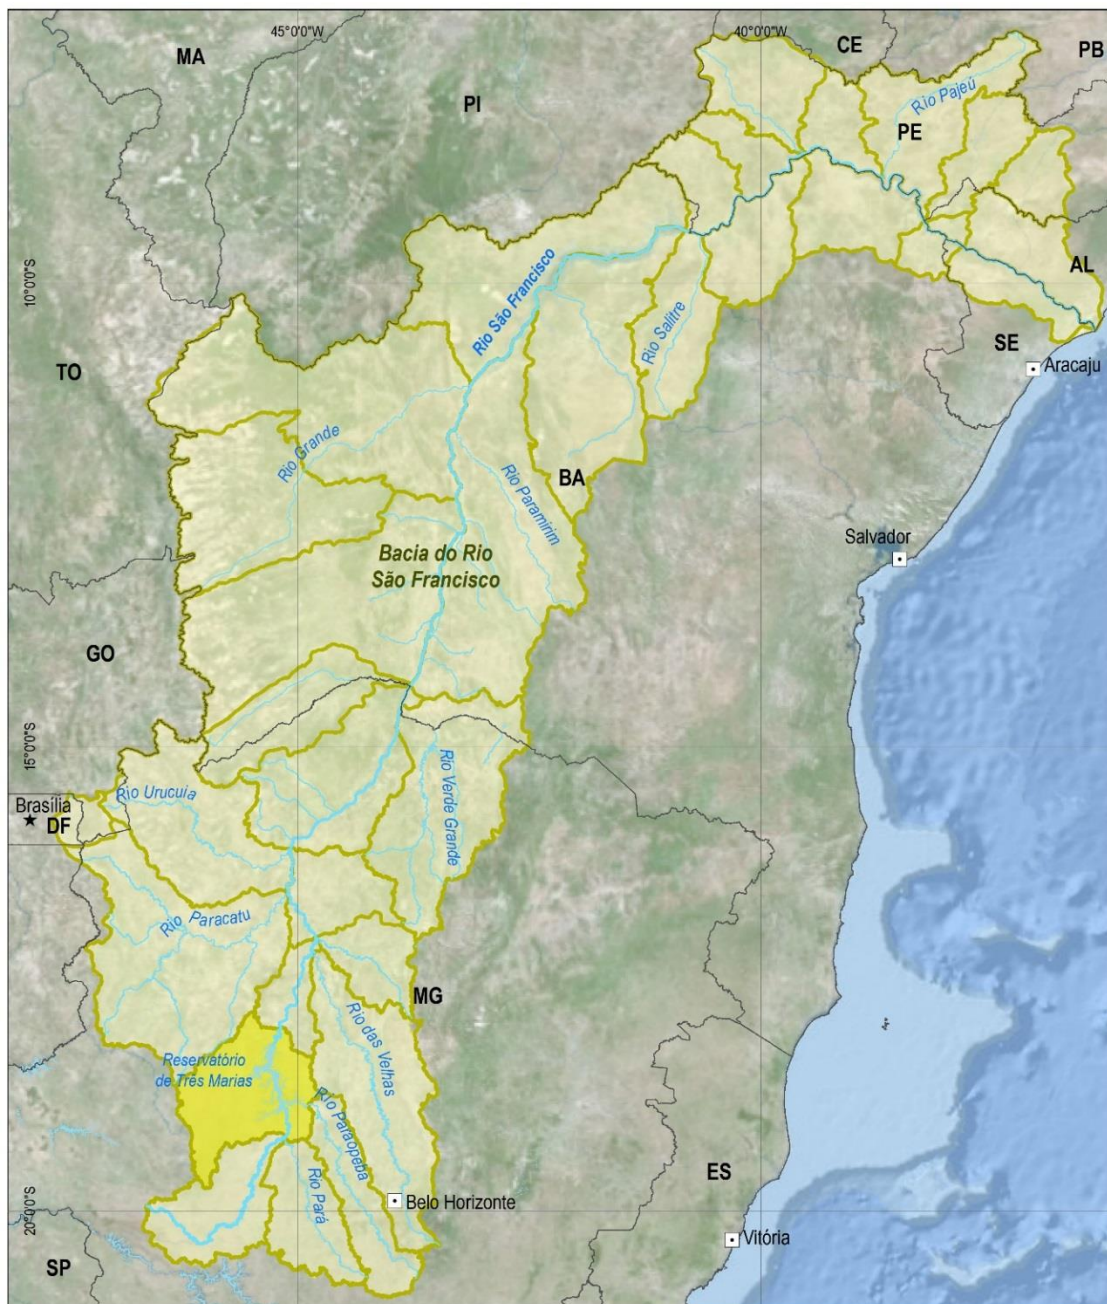 45°0'0"W
40°0'0"W
MA
CE
PB
PI
Rio Pajeú
PE
10°0'0"S
Rio São Francisco
AL
Rio Salitre
SE
TO
Aracaju
Rio Grande
BA
Rio Paramirim
Salvador
Bacia do Rio
São Francisco
GO
15°0'0"S
Rio Verde Grande
Rio Urucuia
Brasília
DF
Rio Paracatu
MG
Rio das Velhas
Reservatório
de Três Marias
Rio Paraopeba
Rio Pará
ES
Belo Horizonte
20°0'0"S
Vitória
SP